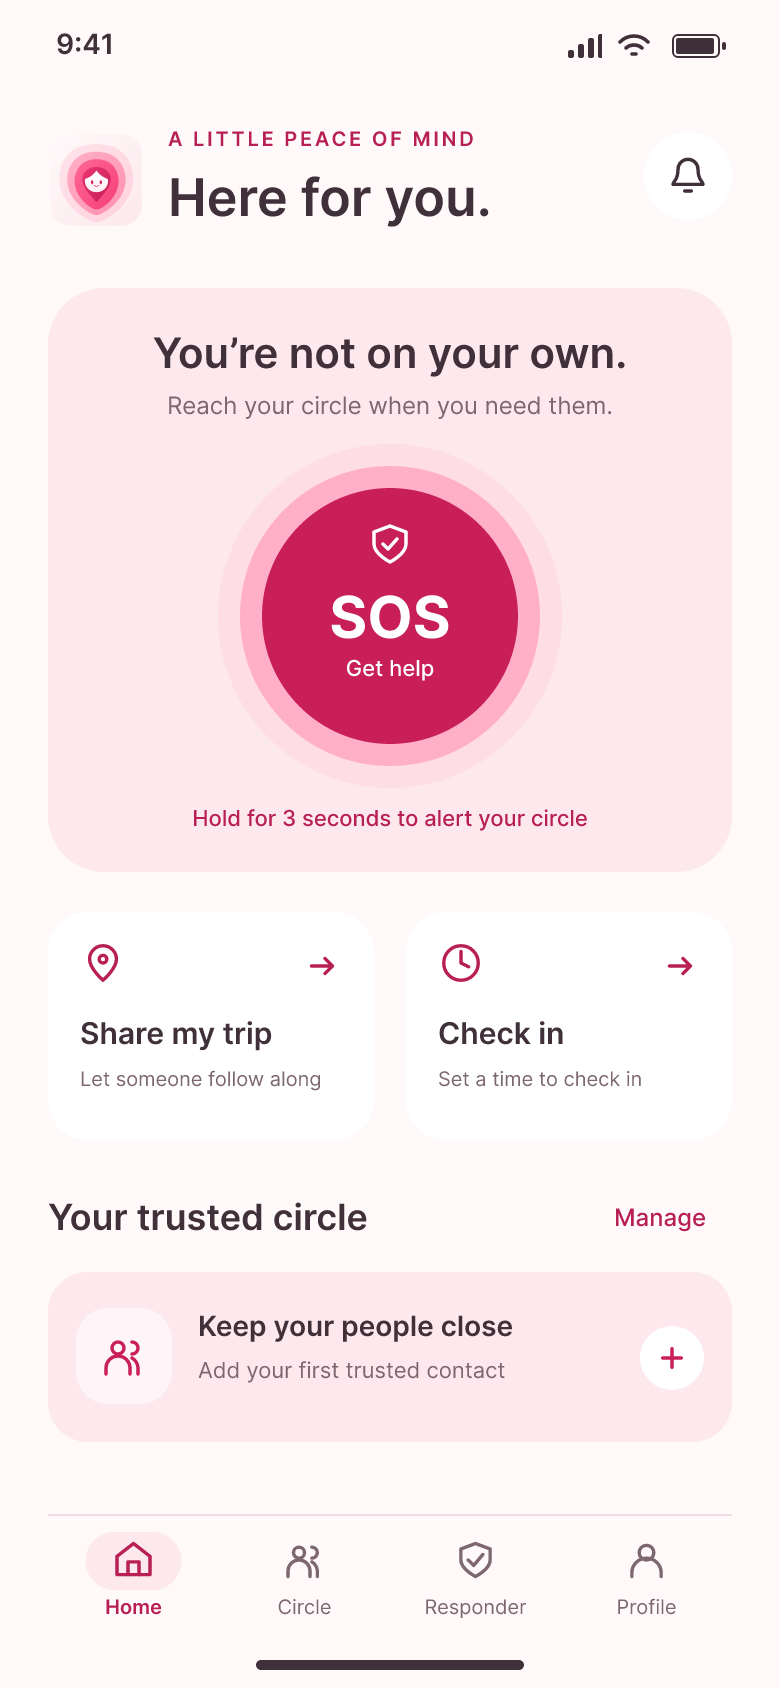 9:41
A LITTLE PEACE OF MIND
Here for you.
You’re not on your own.
Reach your circle when you need them.
SOS
Get help
Hold for 3 seconds to alert your circle
Share my trip
Let someone follow along
Check in
Set a time to check in
Your trusted circle
Manage
Keep your people close
Add your first trusted contact
Home
Circle
Responder
Profile